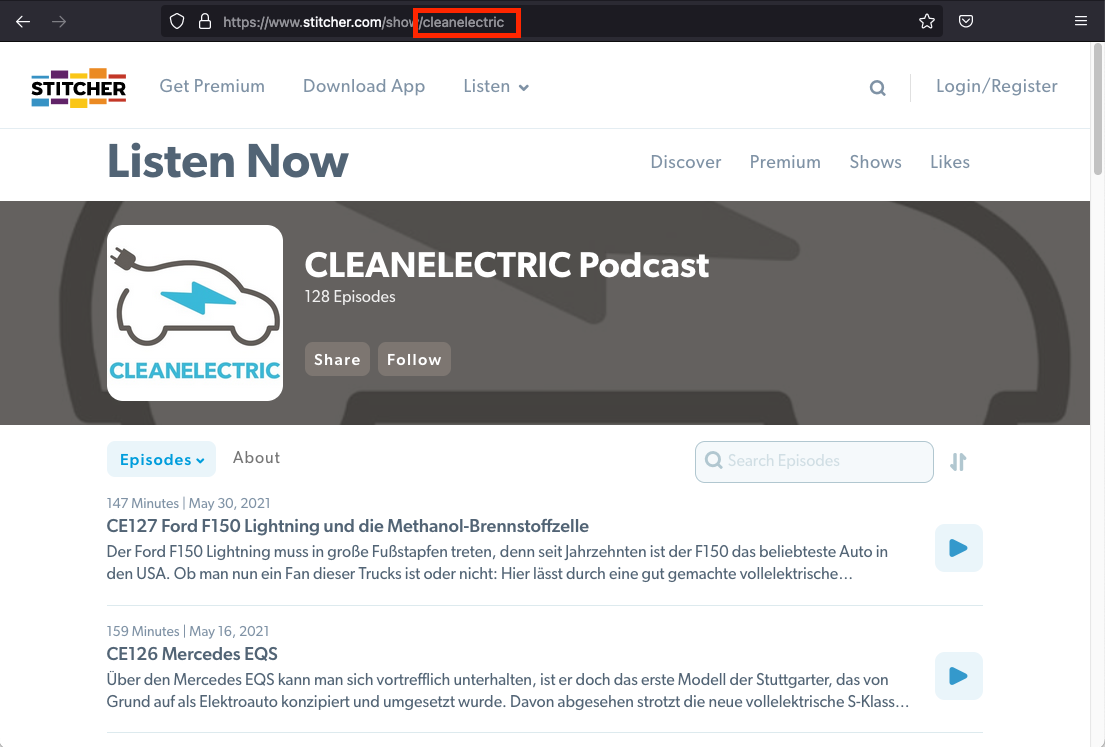 https://www.stitcher.com/show/cleanelectric
STITCHER
Get Premium
Download App
Listen
Login/Register
Listen Now
Discover
Premium
Shows
Likes
CLEANELECTRIC
CLEANELECTRIC Podcast
128 Episodes
Share
Follow
Episodes
About
Search Episodes
147 Minutes | May 30, 2021
CE127 Ford F150 Lightning und die Methanol-Brennstoffzelle
Der Ford F150 Lightning muss in große Fußstapfen treten, denn seit Jahrzehnten ist der F150 das beliebteste Auto in
den USA. Ob man nun ein Fan dieser Trucks ist oder nicht: Hier lässt durch eine gut gemachte vollelektrische…
159 Minutes | May 16, 2021
CE126 Mercedes EQS
Über den Mercedes EQS kann man sich vortrefflich unterhalten, ist er doch das erste Modell der Stuttgarter, das von
Grund auf als Elektroauto konzipiert und umgesetzt wurde. Davon abgesehen strotzt die neue vollelektrische S-Klass…